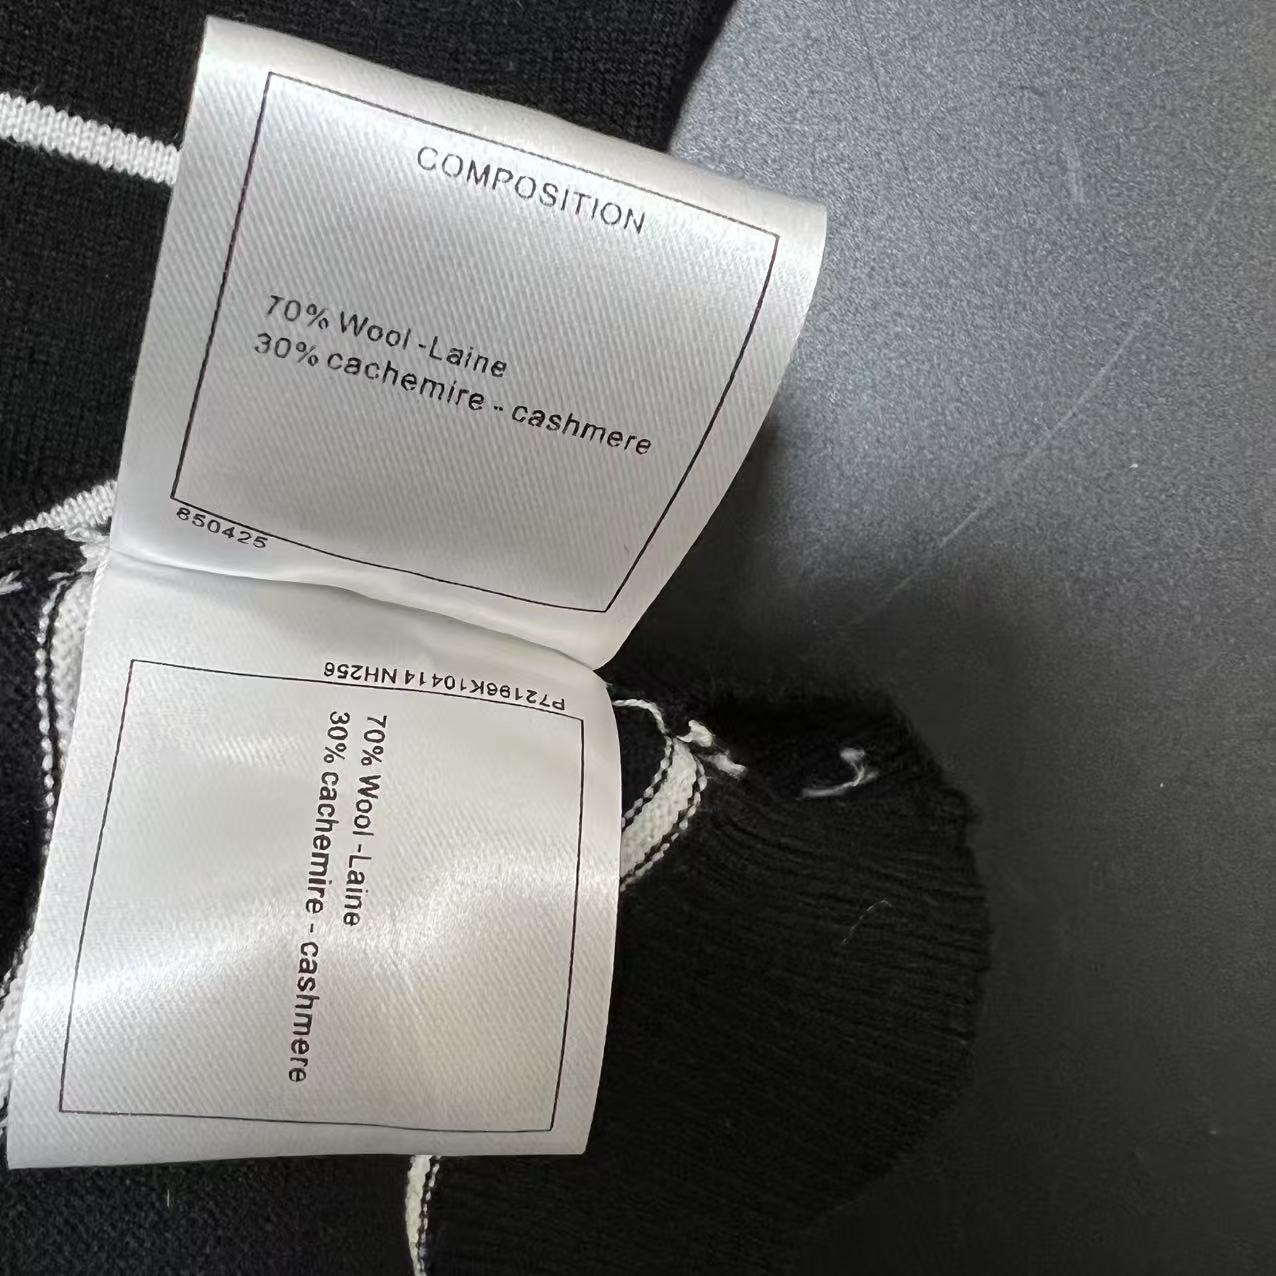 COMPOSITION
70% Wool -Laine
30% cachemire - cashmere
850425
P72196K10414 NH256
70% Wool -Laine
30% cachemire - cashmere